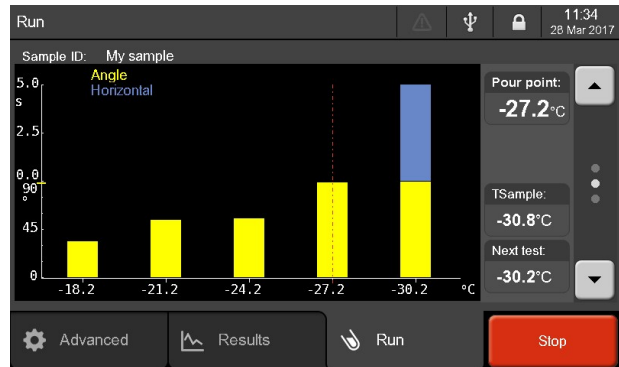 Run
11:34
28 Mar 2017
Sample ID: My sample
Angle
Horizontal
5.0
s
2.5
0.0
90
°
45
0
-18.2 -21.2 -24.2 -27.2 -30.2 °C
Pour point:
-27.2°C
TSample:
-30.8°C
Next test:
-30.2°C
Advanced
Results
Run
Stop